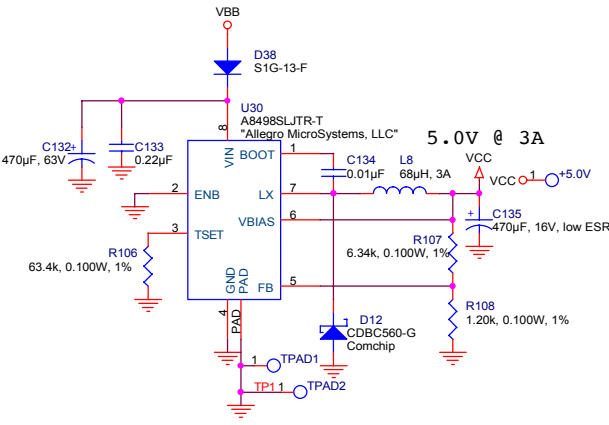 VBB
D38
S1G-13-F
U30
A8498SLJTR-T
"Allegro MicroSystems, LLC"
5.0V @ 3A
C132
+
470µF, 63V
C133
0.22µF
8
VIN
BOOT
1
C134
0.01µF
L8
68µH, 3A
VCC
VCC
1
+5.0V
2
ENB
LX
7
VBIAS
6
3
TSET
R106
63.4k, 0.100W, 1%
+
C135
470µF, 16V, low ESR
R107
6.34k, 0.100W, 1%
GND
PAD
FB
5
4
PAD
R108
1.20k, 0.100W, 1%
D12
CDBC560-G
Comchip
1
TPAD1
TP1
1
TPAD2